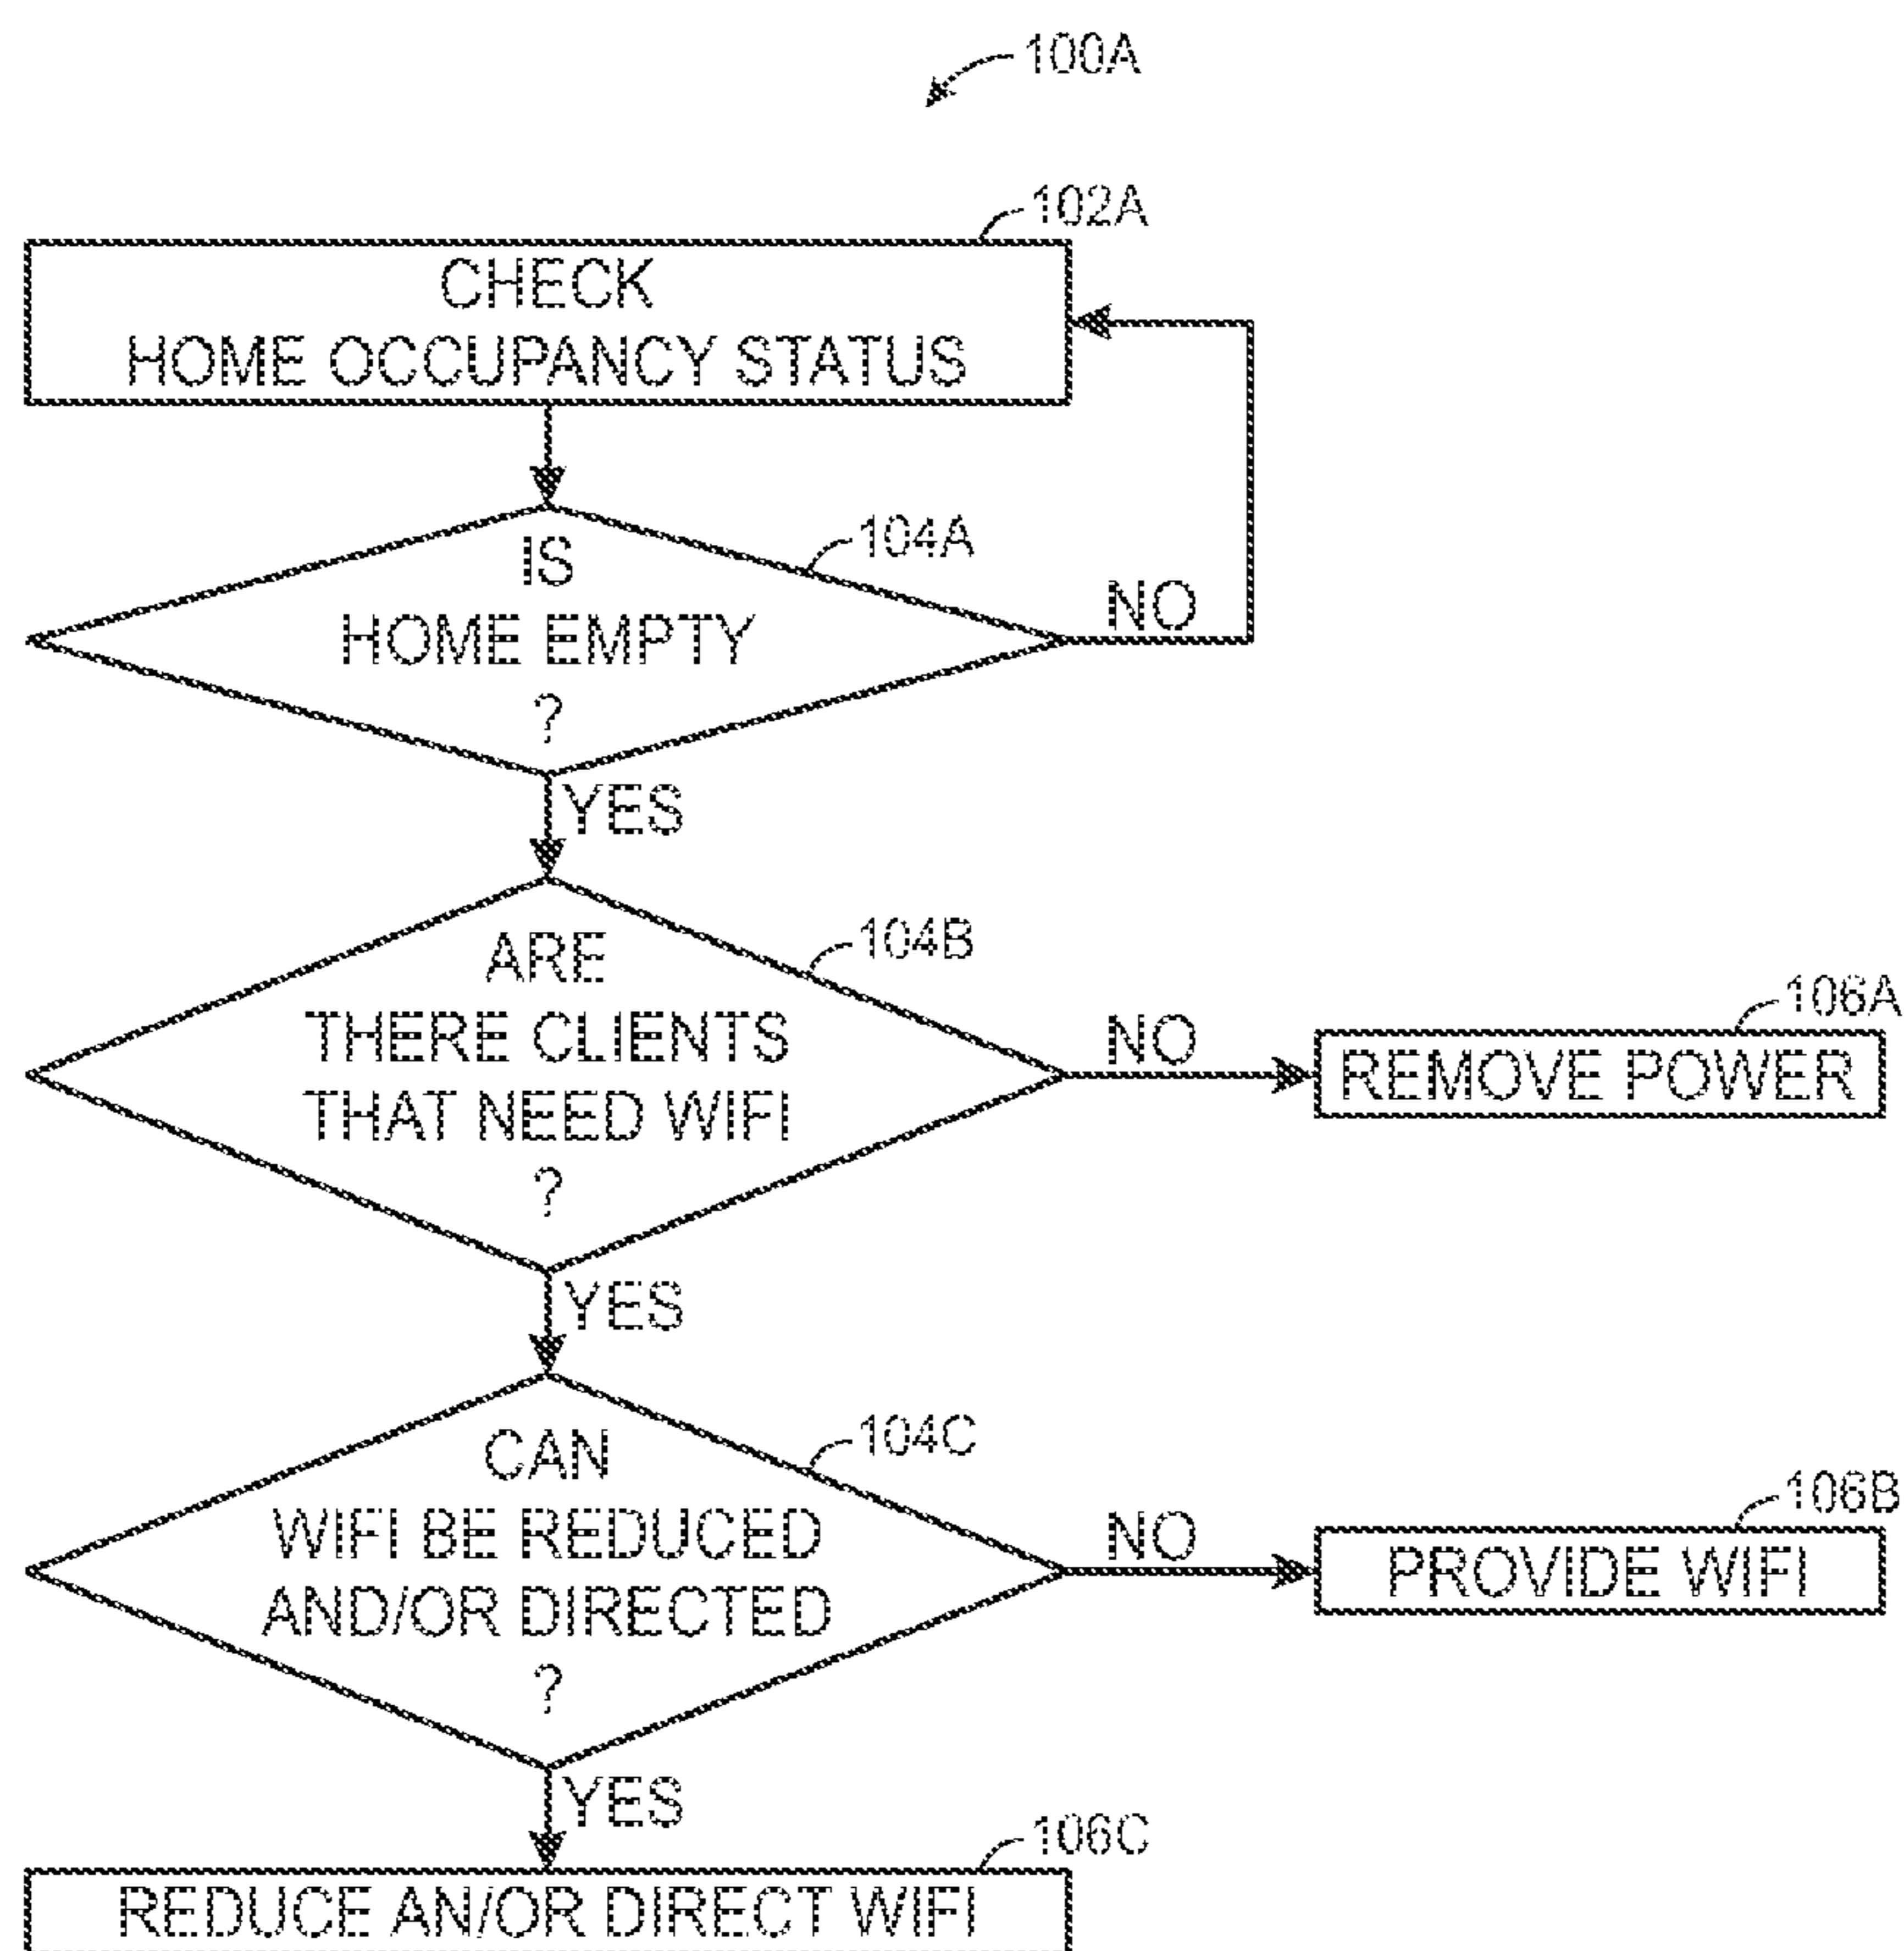 100A
102A
CHECK
HOME OCCUPANCY STATUS
104A
IS
HOME EMPTY
?
NO
YES
104B
ARE
THERE CLIENTS
THAT NEED WIFI
?
NO
106A
REMOVE POWER
YES
104C
CAN
WIFI BE REDUCED
AND/OR DIRECTED
?
NO
106B
PROVIDE WIFI
YES
106C
REDUCE AN/OR DIRECT WIFI